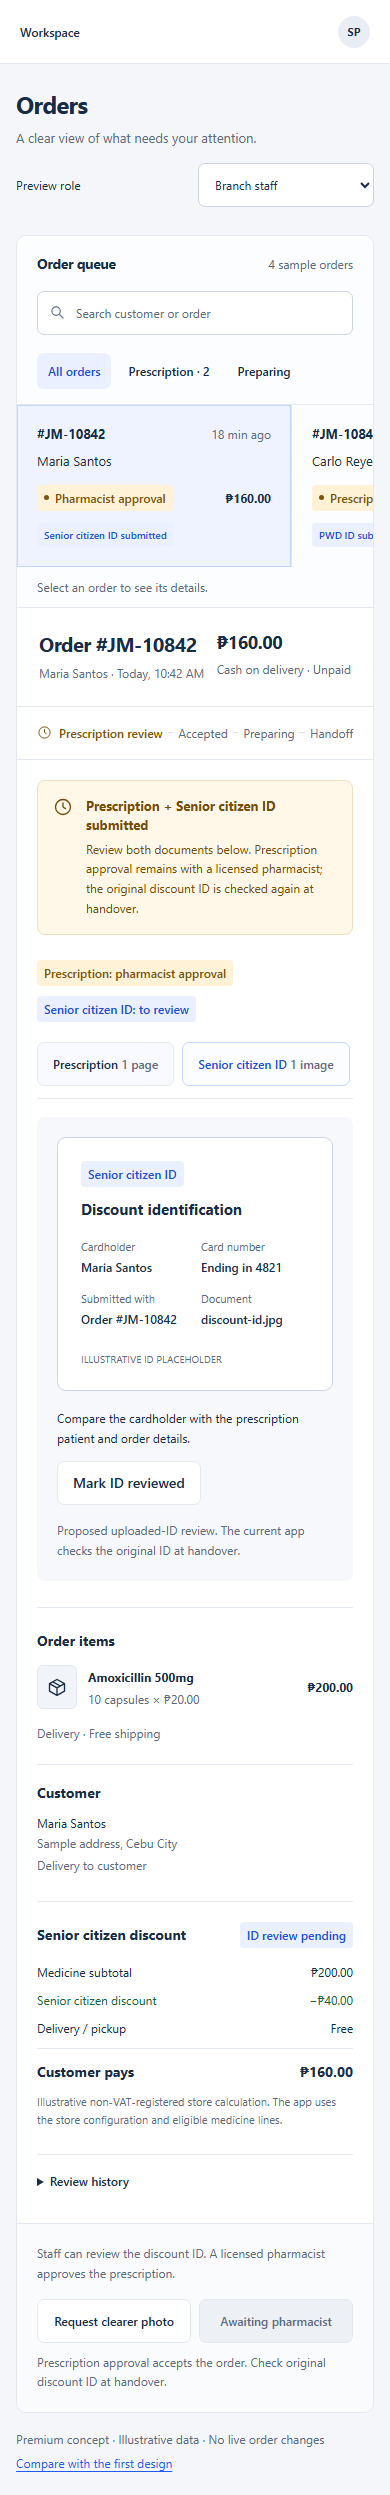 Workspace
SP
Orders
A clear view of what needs your attention.
Preview role
Branch staff
Order queue
4 sample orders
Search customer or order
All orders
Prescription · 2
Preparing
#JM-10842
18 min ago
Maria Santos
Pharmacist approval
₱160.00
Senior citizen ID submitted
#JM-1084
Carlo Reye
Prescrip
PWD ID sub
Select an order to see its details.
Order #JM-10842
₱160.00
Maria Santos · Today, 10:42 AM
Cash on delivery · Unpaid
Prescription review
Accepted
Preparing
Handoff
Prescription + Senior citizen ID
submitted
Review both documents below. Prescription
approval remains with a licensed pharmacist;
the original discount ID is checked again at
handover.
Prescription: pharmacist approval
Senior citizen ID: to review
Prescription 1 page
Senior citizen ID 1 image
Senior citizen ID
Discount identification
Cardholder
Card number
Maria Santos
Ending in 4821
Submitted with
Document
Order #JM-10842
discount-id.jpg
ILLUSTRATIVE ID PLACEHOLDER
Compare the cardholder with the prescription
patient and order details.
Mark ID reviewed
Proposed uploaded-ID review. The current app
checks the original ID at handover.
Order items
Amoxicillin 500mg
10 capsules × ₱20.00
₱200.00
Delivery · Free shipping
Customer
Maria Santos
Sample address, Cebu City
Delivery to customer
Senior citizen discount
ID review pending
Medicine subtotal
₱200.00
Senior citizen discount
−₱40.00
Delivery / pickup
Free
Customer pays
₱160.00
Illustrative non-VAT-registered store calculation. The app uses
the store configuration and eligible medicine lines.
Review history
Staff can review the discount ID. A licensed pharmacist
approves the prescription.
Request clearer photo
Awaiting pharmacist
Prescription approval accepts the order. Check original
discount ID at handover.
Premium concept · Illustrative data · No live order changes
Compare with the first design